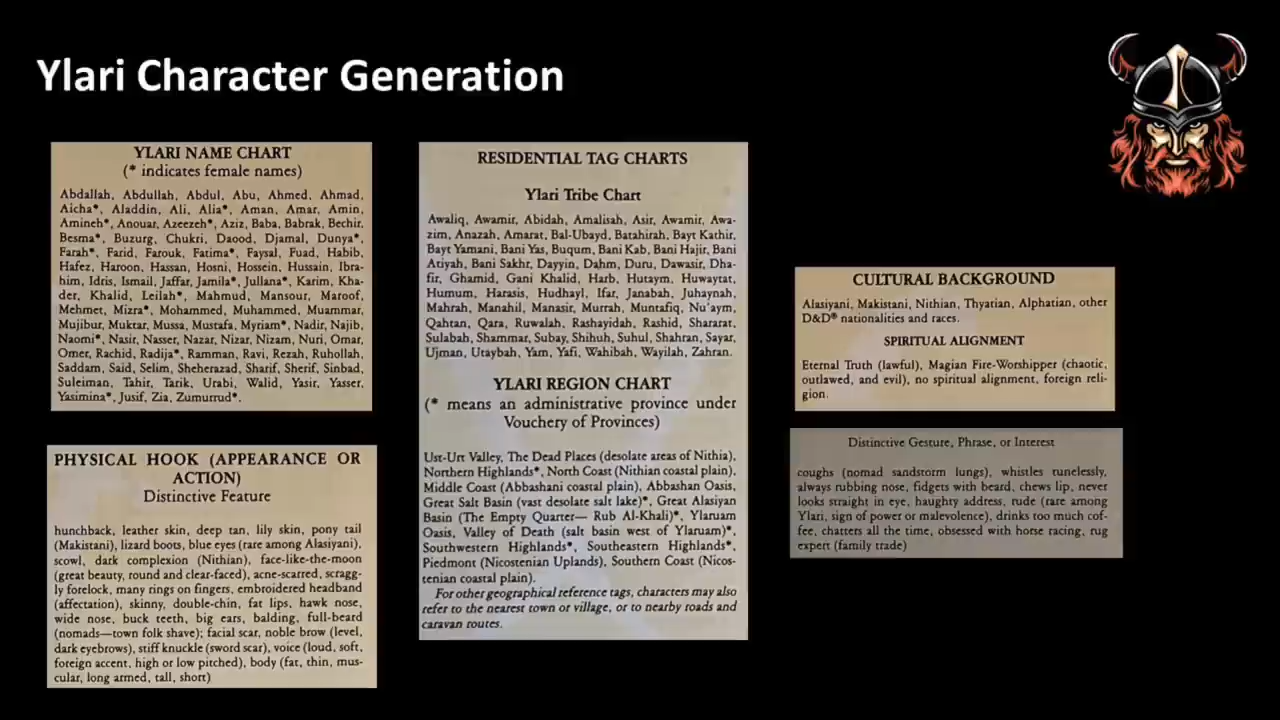 Ylari Character Generation
YLARI NAME CHART
(* indicates female names)
Abdallah, Abdullah, Abdul, Abu, Ahmed, Ahmad,
Aicha*, Aladdin, Ali, Alia*, Aman, Amar, Amin,
Amineh*, Anouar, Azeezeh*, Aziz, Baba, Babrak, Bechir,
Besma*, Buzurg, Chukri, Daood, Djamal, Dunya*,
Farah*, Farid, Farouk, Fatima*, Faysal, Fuad, Habib,
Hafez, Haroon, Hassan, Hosni, Hossein, Hussain, Ibra-
him, Idris, Ismail, Jaffar, Jamila*, Jullana*, Karim, Kha-
der, Khalid, Leilah*, Mahmud, Mansour, Maroof,
Mehmet, Mizra*, Mohammed, Muhammed, Muammar,
Mujibur, Muktar, Mussa, Mustafa, Myriam*, Nadir, Najib,
Naomi*, Nasir, Nasser, Nazar, Nizar, Nizam, Nuri, Omar,
Omer, Rachid, Radija*, Ramman, Ravi, Rezah, Ruhollah,
Saddam, Said, Selim, Sheherazad, Sharif, Sherif, Sinbad,
Suleiman, Tahir, Tarik, Urabi, Walid, Yasir, Yasser,
Yasimina*, Jusif, Zia, Zumurrud*.
PHYSICAL HOOK (APPEARANCE OR
ACTION)
Distinctive Feature
hunchback, leather skin, deep tan, lily skin, pony tail
(Makistani), lizard boots, blue eyes (rare among Alasiyani),
scowl, dark complexion (Nithian), face-like-the-moon
(great beauty, round and clear-faced), acne-scarred, scragg-
ly forelock, many rings on fingers, embroidered headband
(affectation), skinny, double-chin, fat lips, hawk nose,
wide nose, buck teeth, big ears, balding, full-beard
(nomads—town folk shave); facial scar, noble brow (level,
dark eyebrows), stiff knuckle (sword scar), voice (loud, soft,
foreign accent, high or low pitched), body (fat, thin, mus-
cular, long armed, tall, short)
RESIDENTIAL TAG CHARTS
Ylari Tribe Chart
Awaliq, Awamir, Abidah, Amalisah, Asir, Awamir, Awa-
zim, Anazah, Amarat, Bal-Ubayd, Batahirah, Bayt Kathir,
Bayt Yamani, Bani Yas, Buqum, Bani Kab, Bani Hajir, Bani
Atiyah, Bani Sakhr, Dayyin, Dahm, Duru, Dawasir, Dha-
fir, Ghamid, Gani Khalid, Harb, Hutaym, Huwaytat,
Humum, Harasis, Hudhayl, Ifar, Janabah, Juhaynah,
Mahrah, Manahil, Manasir, Murrah, Muntafiq, Nu'aym,
Qahtan, Qara, Ruwalah, Rashayidah, Rashid, Shararat,
Sulabah, Shammar, Subay, Shihuh, Suhul, Shahran, Sayar,
Ujman, Utaybah, Yam, Yafi, Wahibah, Wayilah, Zahran.
YLARI REGION CHART
(* means an administrative province under
Vouchery of Provinces)
Ust-Urt Valley, The Dead Places (desolate areas of Nithia),
Northern Highlands*, North Coast (Nithian coastal plain),
Middle Coast (Abbashani coastal plain), Abbashan Oasis,
Great Salt Basin (vast desolate salt lake)*, Great Alasiyan
Basin (The Empty Quarter— Rub Al-Khali)*, Ylaruam
Oasis, Valley of Death (salt basin west of Ylaruam)*,
Southwestern Highlands*, Southeastern Highlands*,
Piedmont (Nicostenian Uplands), Southern Coast (Nicos-
tenian coastal plain).
For other geographical reference tags, characters may also
refer to the nearest town or village, or to nearby roads and
caravan routes.
CULTURAL BACKGROUND
Alasiyani, Makistani, Nithian, Thyatian, Alphatian, other
D&D® nationalities and races.
SPIRITUAL ALIGNMENT
Eternal Truth (lawful), Magian Fire-Worshipper (chaotic,
outlawed, and evil), no spiritual alignment, foreign reli-
gion.
Distinctive Gesture, Phrase, or Interest
coughs (nomad sandstorm lungs), whistles runelessly,
always rubbing nose, fidgets with beard, chews lip, never
looks straight in eye, haughty address, rude (rare among
Ylari, sign of power or malevolence), drinks too much cof-
fee, chatters all the time, obsessed with horse racing, rug
expert (family trade)